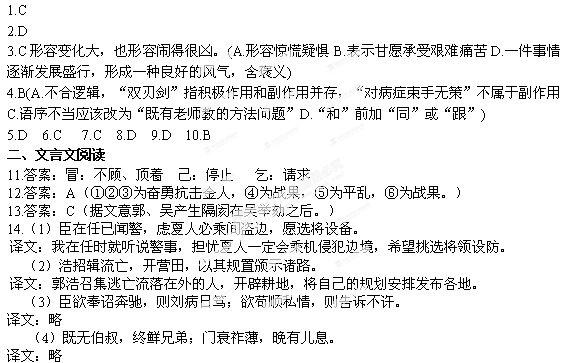 1.C
2.D
3.C形容变化大，也形容闹得很凶。(A.形容惊慌疑惧 B.表示甘愿承受艰难痛苦 D.一件事情
逐渐发展盛行，形成一种良好的风气，含褒义)
4.B(A.不合逻辑，“双刃剑”指积极作用和副作用并存，“对病症束手无策”不属于副作用
C.语序不当应该改为“既有老师教的方法问题”D.“和”前加“同”或“跟”)
5.D 6.C 7.C 8.D 9.D 10.B
二、文言文阅读
11.答案：冒：不顾、顶着 己：停止 乞：请求
12.答案：A（①②③为奋勇抗击金人，④为战果，⑤为平乱，⑥为战果。）
13.答案：C（据文意郭、吴产生隔阂在吴举劾之后。）
14.（1）臣在任已闻警，虑夏人必乘间盗边，愿选将设备。
译文：我在任时就听说警事，担忧夏人一定会乘机侵犯边境，希望挑选将领设防。
（2）浩招辑流亡，开营田，以其规置颁示诸路。
译文：郭浩召集逃亡流落在外的人，开辟耕地，将自己的规划安排发布各地。
（3）臣欲奉诏奔驰，则刘病日笃；欲苟顺私情，则告诉不许。
译文：略
（4）既无伯叔，终鲜兄弟；门衰祚薄，晚有儿息。
译文：略